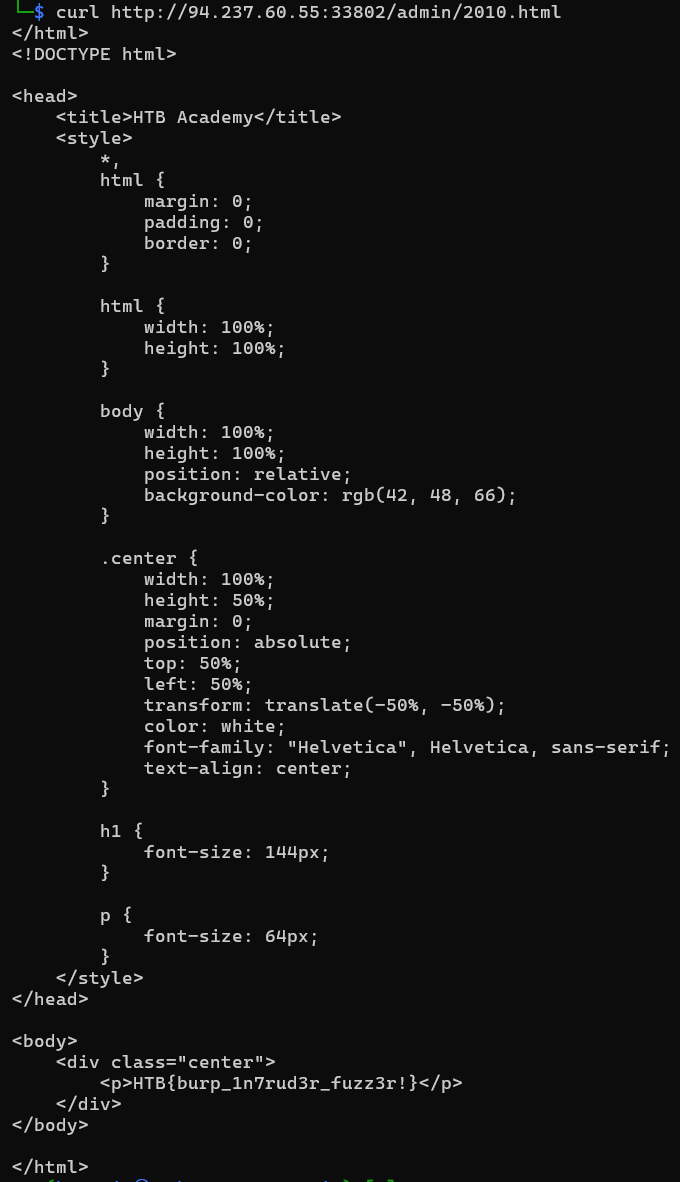 └─$ curl http://94.237.60.55:33802/admin/2010.html
</html>
<!DOCTYPE html>

<head>
    <title>HTB Academy</title>
    <style>
        *,
        html {
            margin: 0;
            padding: 0;
            border: 0;
        }

        html {
            width: 100%;
            height: 100%;
        }

        body {
            width: 100%;
            height: 100%;
            position: relative;
            background-color: rgb(42, 48, 66);
        }

        .center {
            width: 100%;
            height: 50%;
            margin: 0;
            position: absolute;
            top: 50%;
            left: 50%;
            transform: translate(-50%, -50%);
            color: white;
            font-family: "Helvetica", Helvetica, sans-serif;
            text-align: center;
        }

        h1 {
            font-size: 144px;
        }

        p {
            font-size: 64px;
        }
    </style>
</head>

<body>
    <div class="center">
        <p>HTB{burp_1n7rud3r_fuzz3r!}</p>
    </div>
</body>

</html>